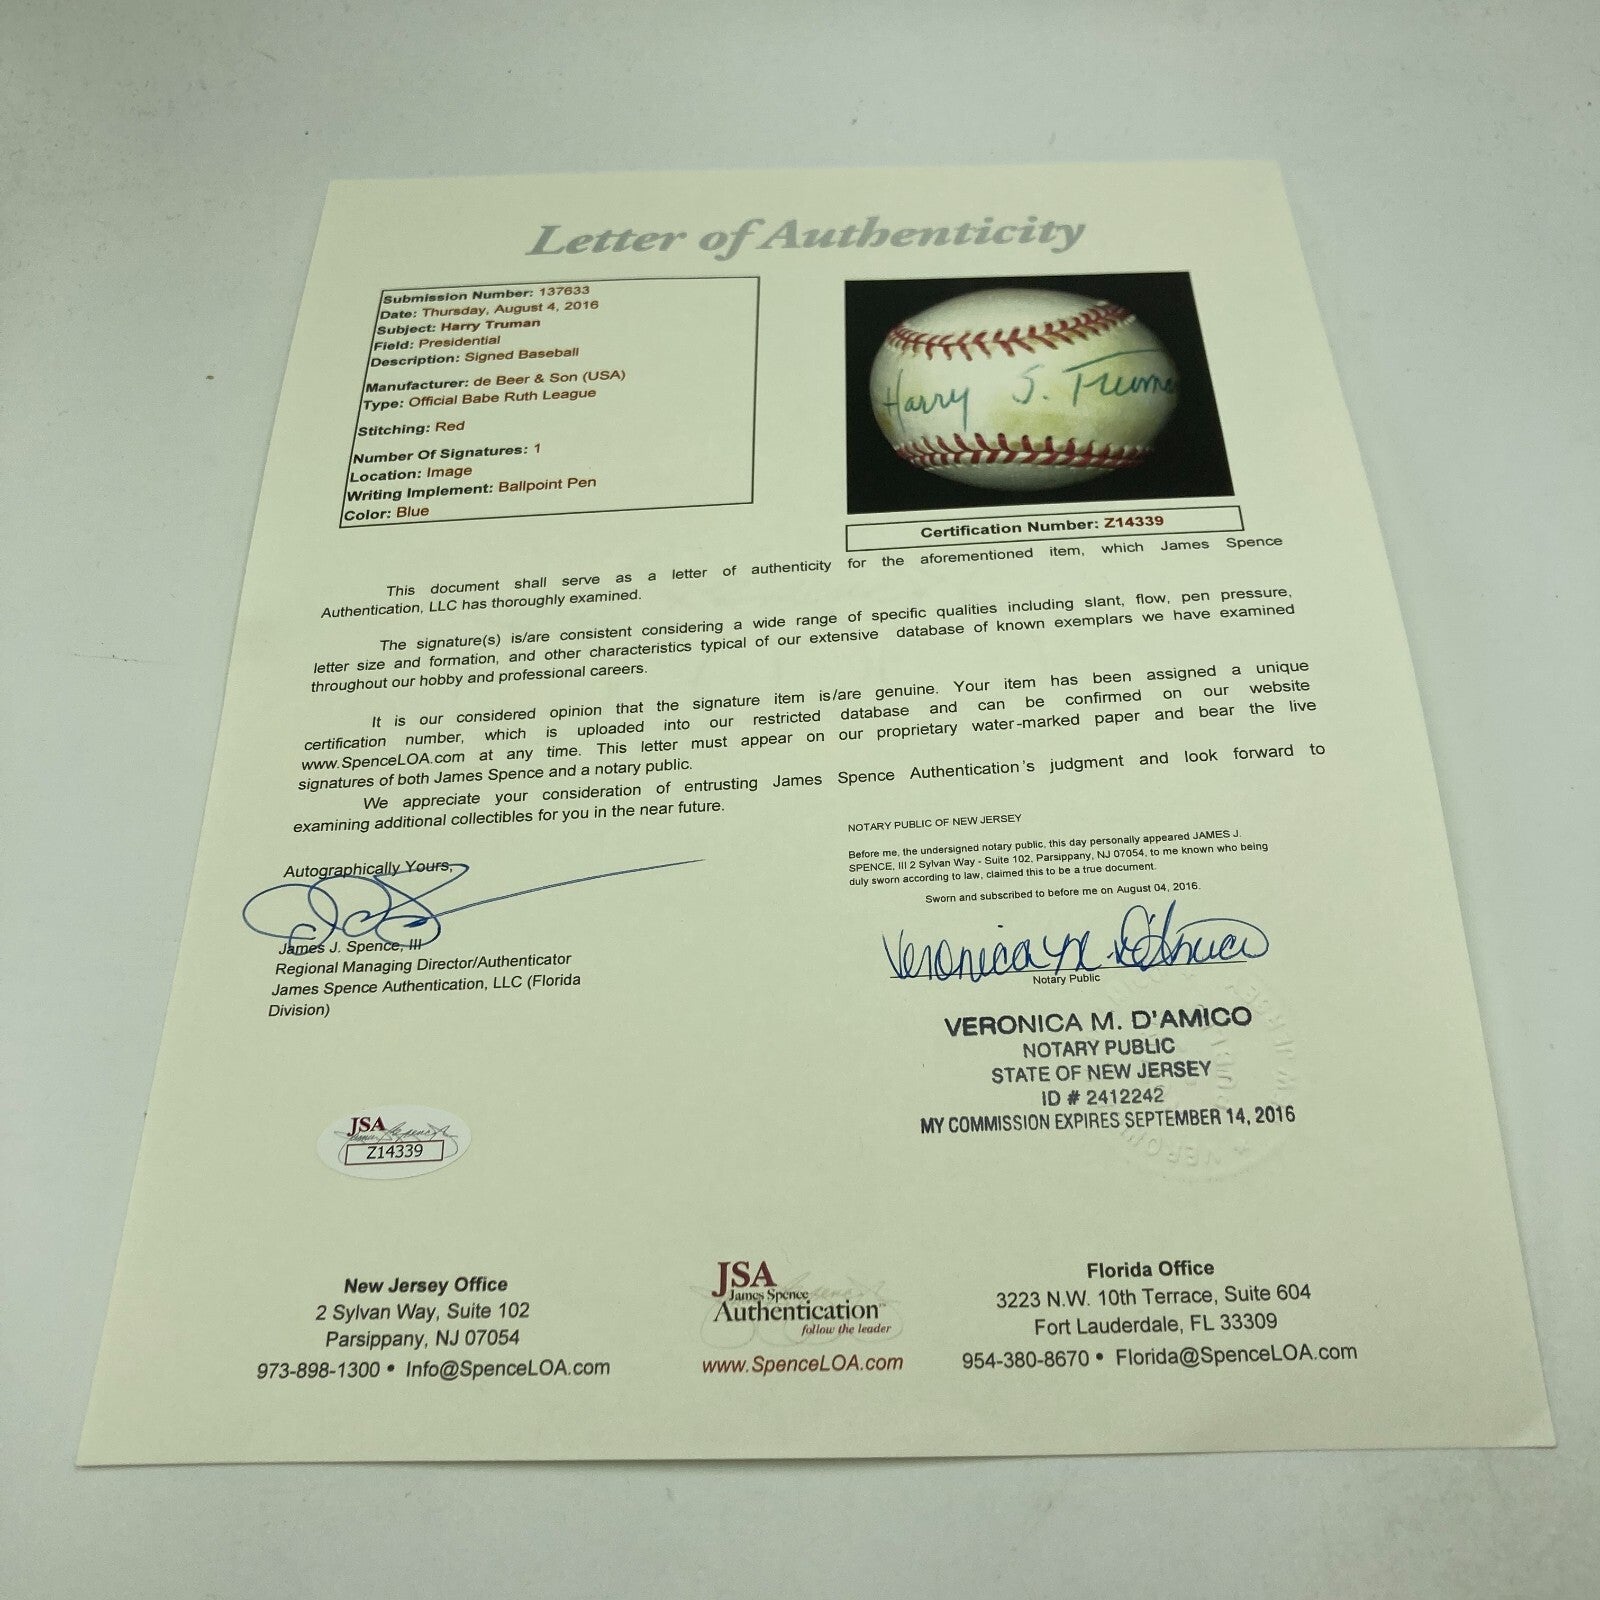 Letter of Authenticity
Submission Number: 137633
Date: Thursday, August 4, 2016
Subject: Harry Truman
Field: Presidential
Description: Signed Baseball
Manufacturer: de Beer & Son (USA)
Type: Official Babe Ruth League
Stitching: Red
Number Of Signatures: 1
Location: Image
Writing Implement: Ballpoint Pen
Color: Blue
Harry S. Truman
Certification Number: Z14339
This document shall serve as a letter of authenticity for the aforementioned item, which James Spence
Authentication, LLC has thoroughly examined.
The signature(s) is/are consistent considering a wide range of specific qualities including slant, flow, pen pressure,
letter size and formation, and other characteristics typical of our extensive database of known exemplars we have examined
throughout our hobby and professional careers.
It is our considered opinion that the signature item is/are genuine. Your item has been assigned a unique
certification number, which is uploaded into our restricted database and can be confirmed on our website
www.SpenceLOA.com at any time. This letter must appear on our proprietary water-marked paper and bear the live
signatures of both James Spence and a notary public.
We appreciate your consideration of entrusting James Spence Authentication's judgment and look forward to
examining additional collectibles for you in the near future.
Autographically Yours,
James J. Spence, III
Regional Managing Director/Authenticator
James Spence Authentication, LLC (Florida
Division)
NOTARY PUBLIC OF NEW JERSEY
Before me, the undersigned notary public, this day personally appeared JAMES J.
SPENCE, III 2 Sylvan Way - Suite 102, Parsippany, NJ 07054, to me known who being
duly sworn according to law, claimed this to be a true document.
Sworn and subscribed to before me on August 04, 2016.
Veronica M. D'Amico
Notary Public
VERONICA M. D'AMICO
NOTARY PUBLIC
STATE OF NEW JERSEY
ID # 2412242
MY COMMISSION EXPIRES SEPTEMBER 14, 2016
JSA
Z14339
New Jersey Office
2 Sylvan Way, Suite 102
Parsippany, NJ 07054
973-898-1300 • Info@SpenceLOA.com
JSA
James Spence
Authentication
follow the leader
www.SpenceLOA.com
Florida Office
3223 N.W. 10th Terrace, Suite 604
Fort Lauderdale, FL 33309
954-380-8670 • Florida@SpenceLOA.com